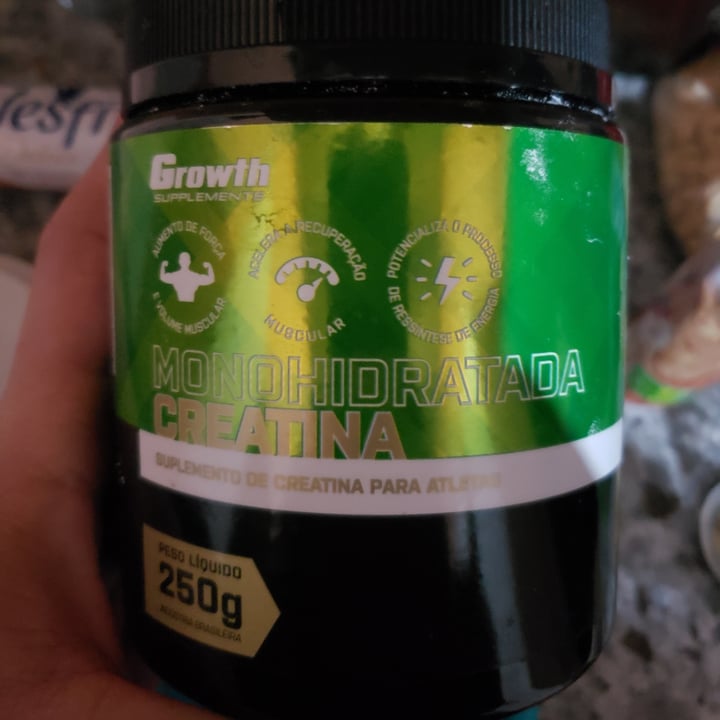 Growth
SUPPLEMENTS
AUMENTO DE FORÇA
E VOLUME MUSCULAR
ACELERA A RECUPERAÇÃO
MUSCULAR
POTENCIALIZA O PROCESSO
DE RESSÍNTESE DE ENERGIA
MONOHIDRATADA
CREATINA
SUPLEMENTO DE CREATINA PARA ATLETAS
PESO LÍQUIDO
250g
INDÚSTRIA BRASILEIRA